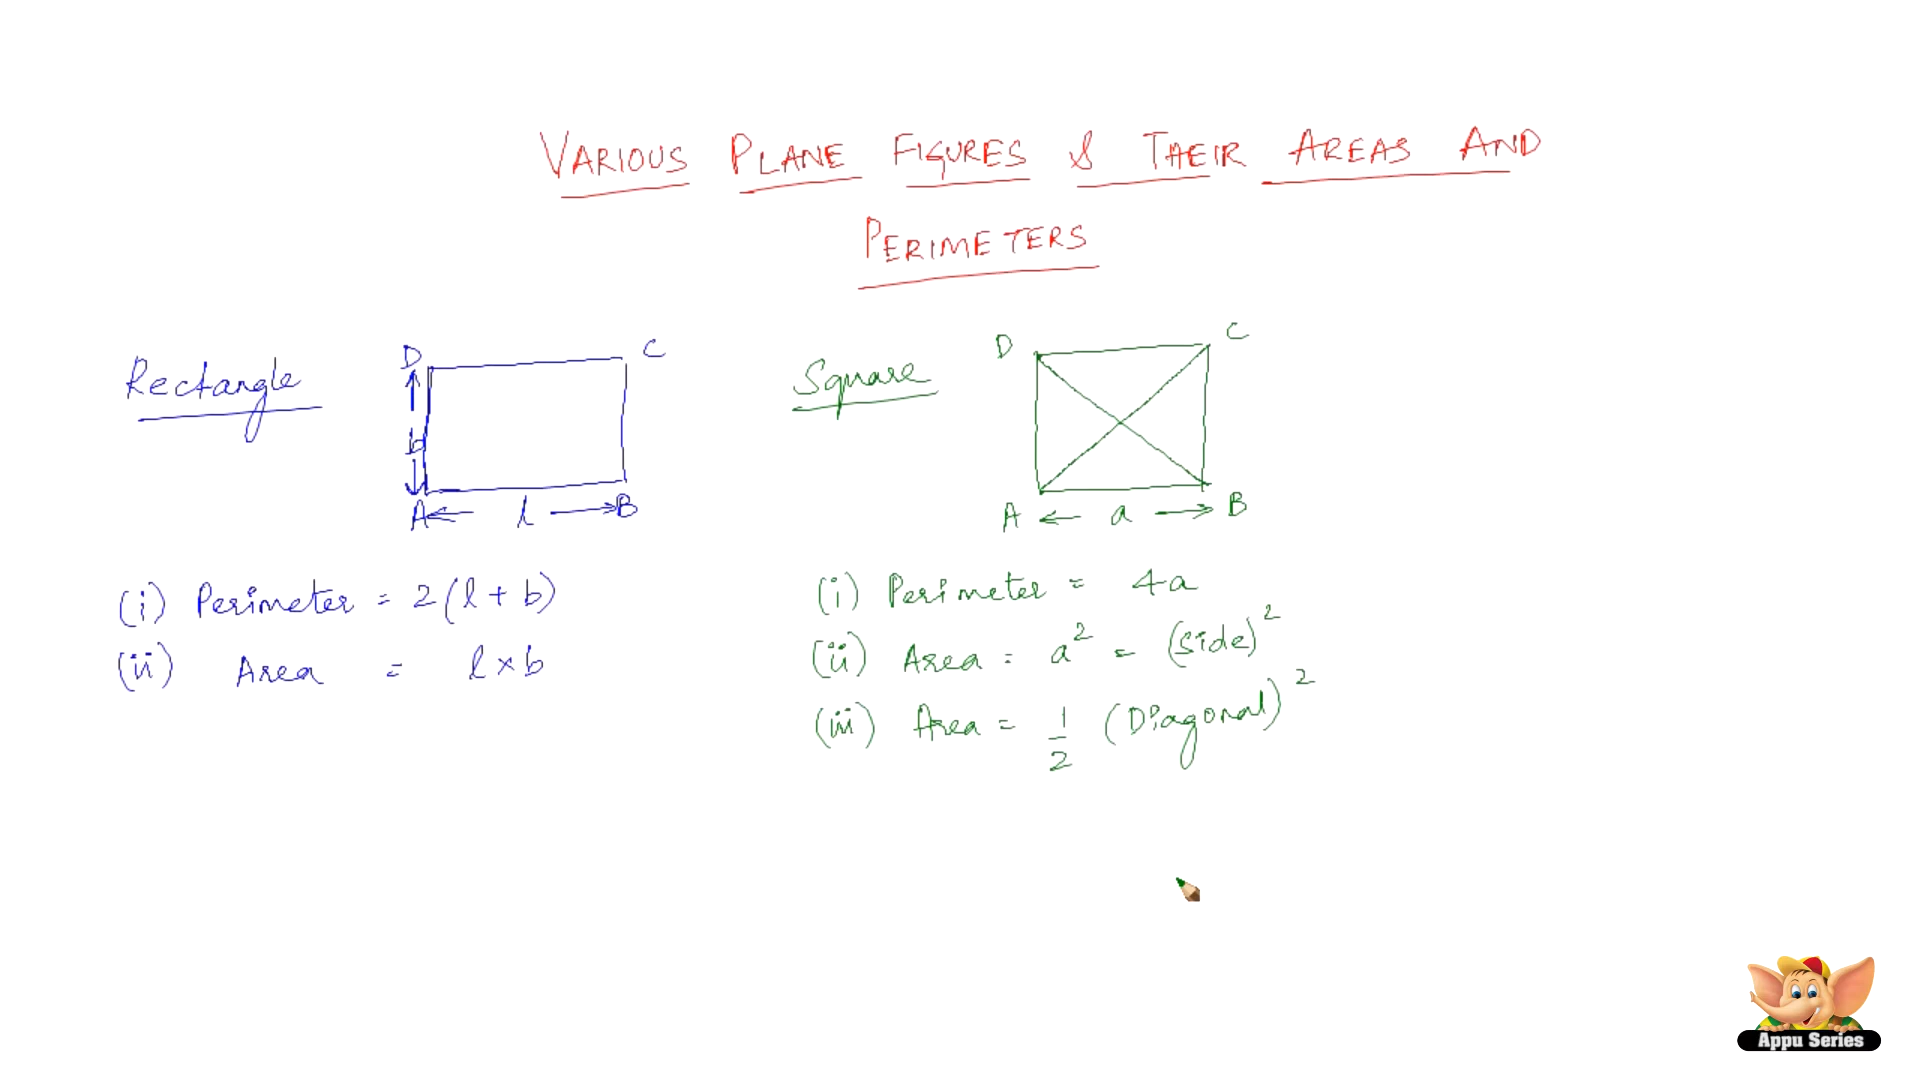 VARIOUS PLANE FIGURES & THEIR AREAS AND
PERIMETERS
Rectangle
D C
b
A l B
(i) Perimeter = 2(l + b)
(ii) Area = l × b
Square
D C
A a B
(i) Perimeter = 4a
(ii) Area = a² = (side)²
(iii) Area = 1/2 (Diagonal)²
Appu Series